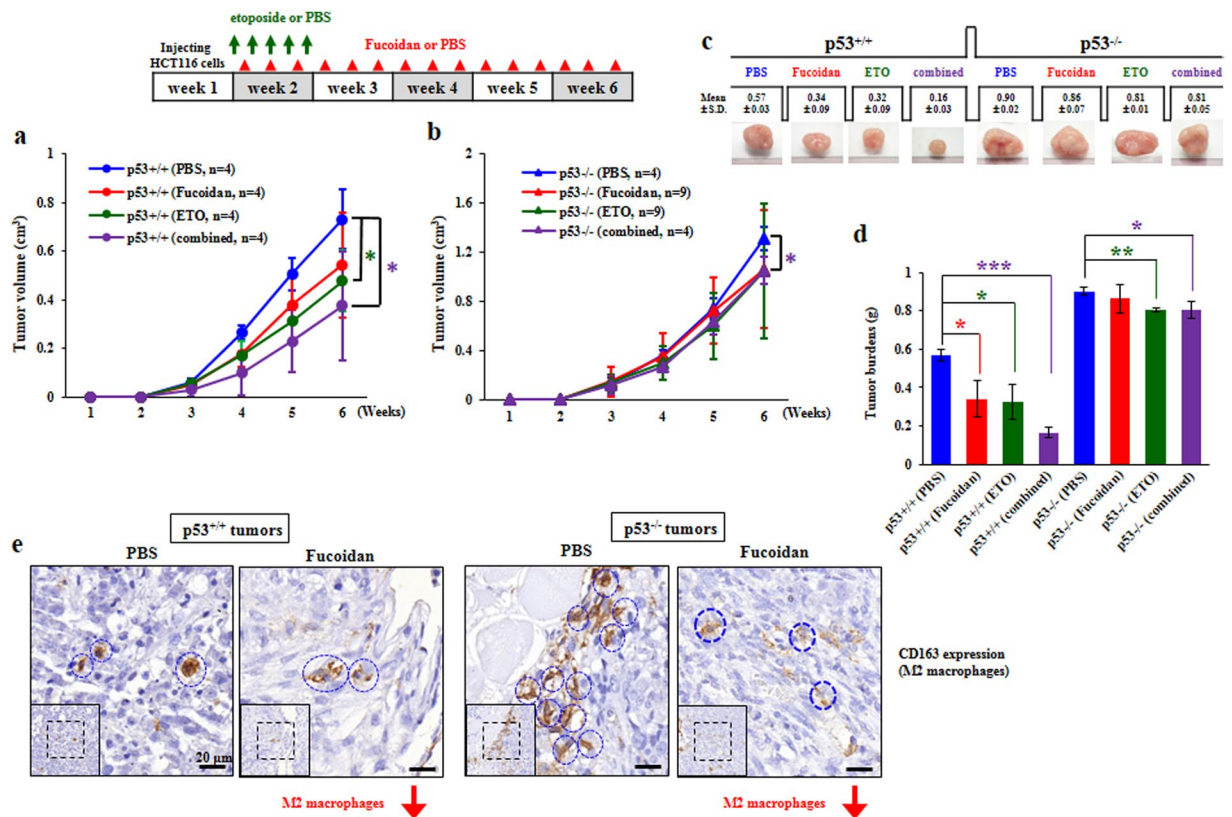 etoposide or PBS
Injecting
HCT116 cells
Fucoidan or PBS
week 1 week 2 week 3 week 4 week 5 week 6
c
p53+/+ p53-/-
PBS Fucoidan ETO combined PBS Fucoidan ETO combined
Mean 0.57 0.34 0.32 0.16 0.90 0.86 0.81 0.81
±S.D. ±0.03 ±0.09 ±0.09 ±0.03 ±0.02 ±0.07 ±0.01 ±0.05
a
p53+/+ (PBS, n=4)
p53+/+ (Fucoidan, n=4)
p53+/+ (ETO, n=4)
p53+/+ (combined, n=4)
Tumor volume (cm³)
1
0.8
0.6
0.4
0.2
0
* *
1 2 3 4 5 6 (Weeks)
b
p53-/- (PBS, n=4)
p53-/- (Fucoidan, n=9)
p53-/- (ETO, n=9)
p53-/- (combined, n=4)
Tumor volume (cm³)
2
1.6
1.2
0.8
0.4
0
*
1 2 3 4 5 6 (Weeks)
d
Tumor burdens (g)
1
0.8
0.6
0.4
0.2
0
***
*
*
*
**
p53+/+ (PBS)
p53+/+ (Fucoidan)
p53+/+ (ETO)
p53+/+ (combined)
p53-/- (PBS)
p53-/- (Fucoidan)
p53-/- (ETO)
p53-/- (combined)
e
p53+/+ tumors p53-/- tumors
PBS Fucoidan PBS Fucoidan
20 µm
CD163 expression
(M2 macrophages)
M2 macrophages M2 macrophages